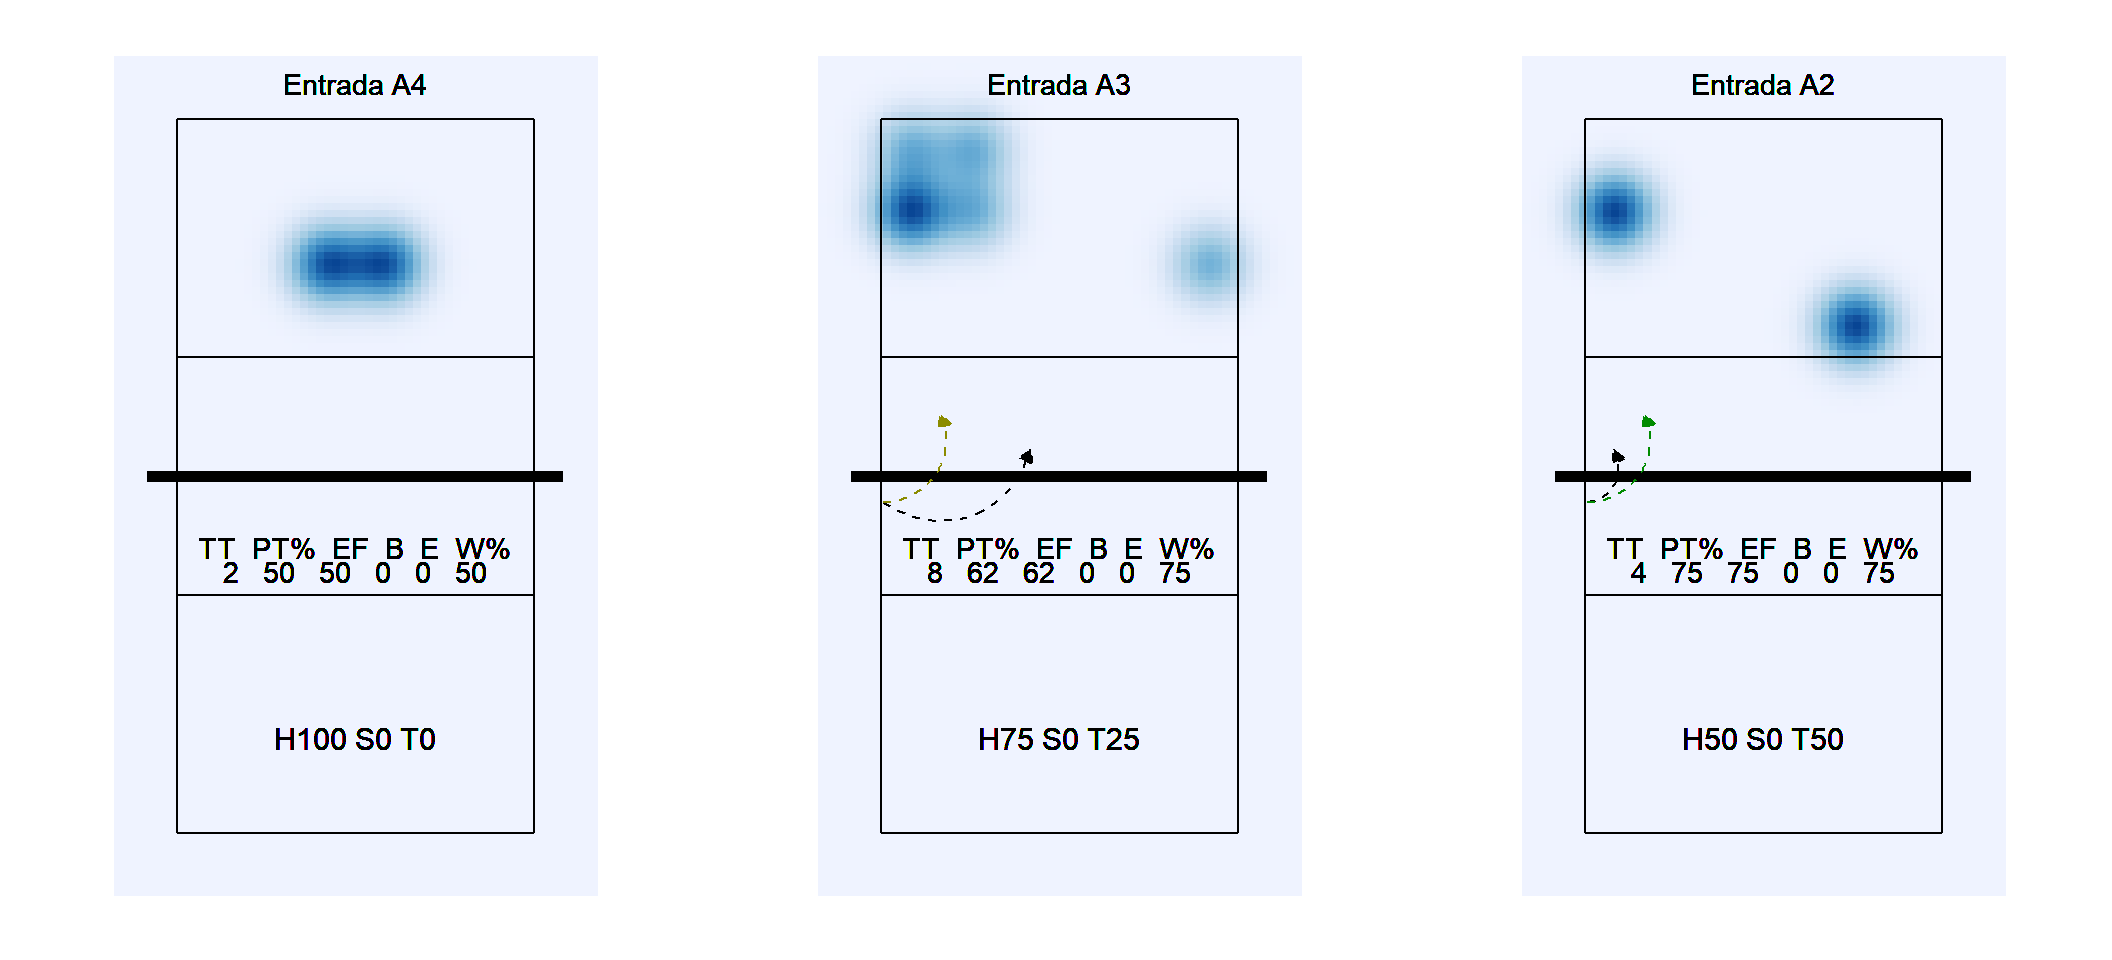 Entrada A4
TT PT% EF B E W%
2 50 50 0 0 50
H100 S0 T0
Entrada A3
TT PT% EF B E W%
8 62 62 0 0 75
H75 S0 T25
Entrada A2
TT PT% EF B E W%
4 75 75 0 0 75
H50 S0 T50